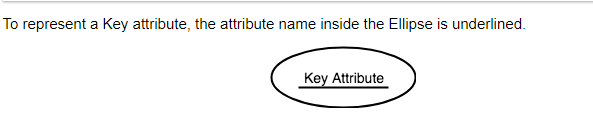 To represent a Key attribute, the attribute name inside the Ellipse is underlined.
Key Attribute